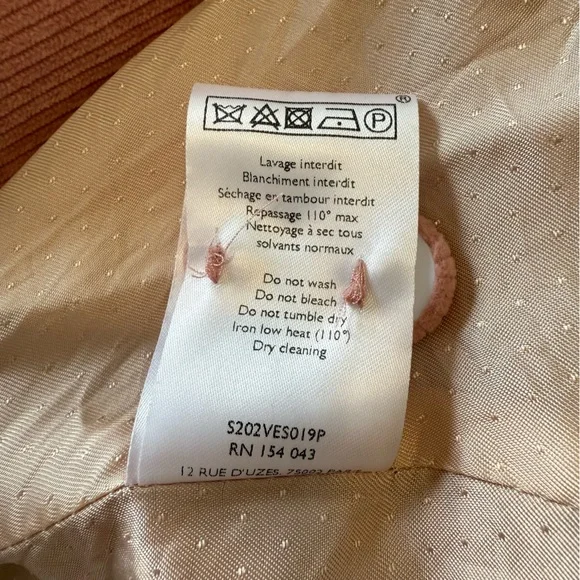 P ®
Lavage interdit
Blanchiment interdit
Séchage en tambour interdit
Repassage 110° max
Nettoyage à sec tous
solvants normaux
Do not wash
Do not bleach
Do not tumble dry
Iron low heat (110°)
Dry cleaning
S202VES019P
RN 154 043
12 RUE D'UZES, 75002